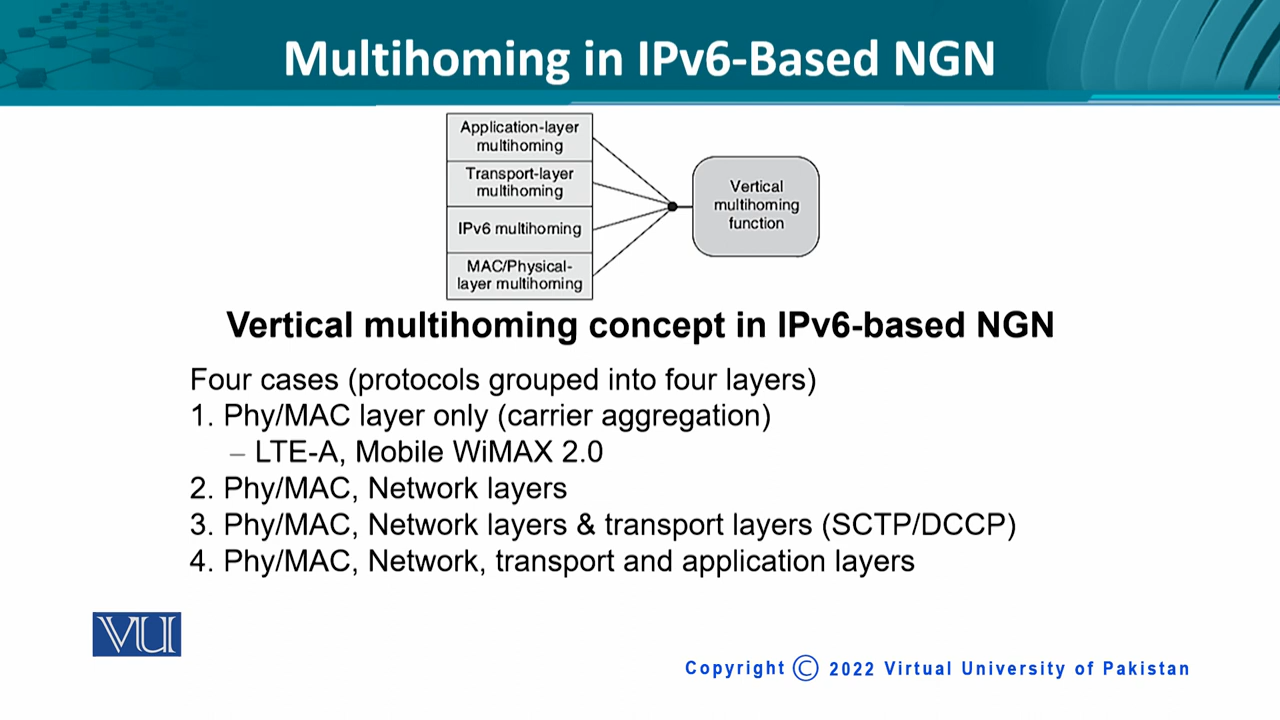 Multihoming in IPv6-Based NGN
Application-layer
multihoming
Transport-layer
multihoming
IPv6 multihoming
MAC/Physical-
layer multihoming
Vertical
multihoming
function
Vertical multihoming concept in IPv6-based NGN
Four cases (protocols grouped into four layers)
1. Phy/MAC layer only (carrier aggregation)
– LTE-A, Mobile WiMAX 2.0
2. Phy/MAC, Network layers
3. Phy/MAC, Network layers & transport layers (SCTP/DCCP)
4. Phy/MAC, Network, transport and application layers
VU
Copyright © 2022 Virtual University of Pakistan